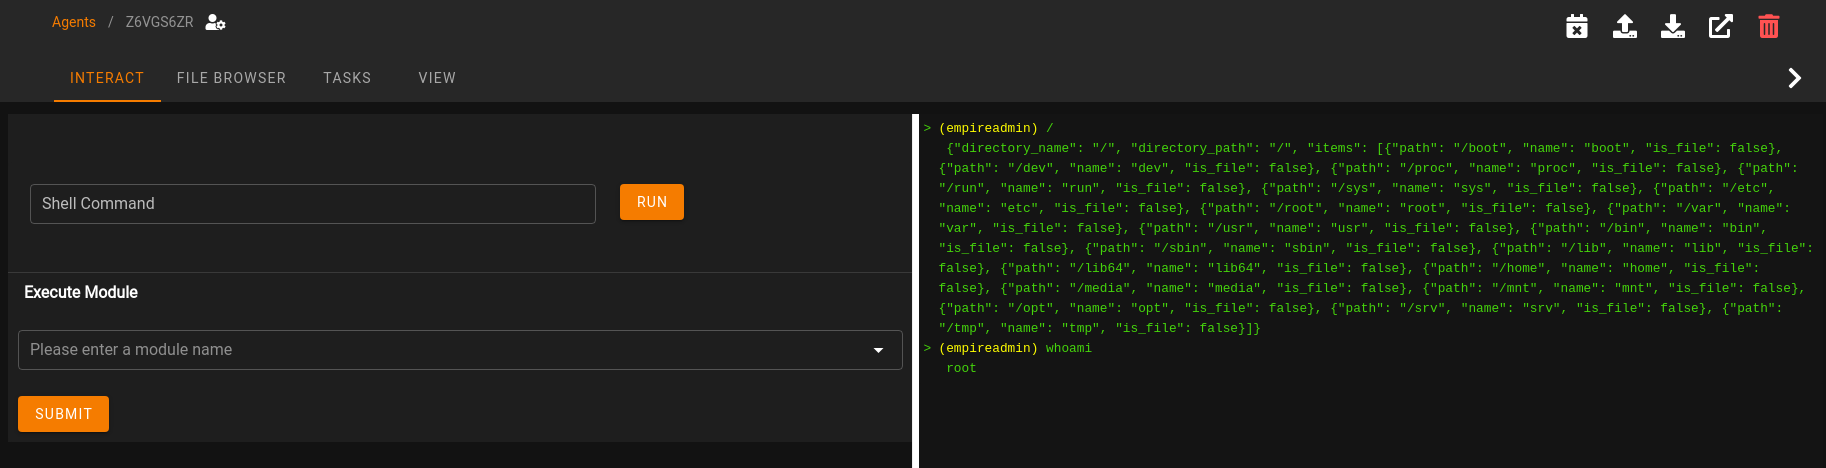 Agents / Z6VGS6ZR
INTERACT FILE BROWSER TASKS VIEW
Shell Command
RUN
Execute Module
Please enter a module name
SUBMIT
> (empireadmin) /
{"directory_name": "/", "directory_path": "/", "items": [{"path": "/boot", "name": "boot", "is_file": false},
{"path": "/dev", "name": "dev", "is_file": false}, {"path": "/proc", "name": "proc", "is_file": false}, {"path":
"/run", "name": "run", "is_file": false}, {"path": "/sys", "name": "sys", "is_file": false}, {"path": "/etc",
"name": "etc", "is_file": false}, {"path": "/root", "name": "root", "is_file": false}, {"path": "/var", "name":
"var", "is_file": false}, {"path": "/usr", "name": "usr", "is_file": false}, {"path": "/bin", "name": "bin",
"is_file": false}, {"path": "/sbin", "name": "sbin", "is_file": false}, {"path": "/lib", "name": "lib", "is_file":
false}, {"path": "/lib64", "name": "lib64", "is_file": false}, {"path": "/home", "name": "home", "is_file":
false}, {"path": "/media", "name": "media", "is_file": false}, {"path": "/mnt", "name": "mnt", "is_file": false},
{"path": "/opt", "name": "opt", "is_file": false}, {"path": "/srv", "name": "srv", "is_file": false}, {"path":
"/tmp", "name": "tmp", "is_file": false}]}
> (empireadmin) whoami
root